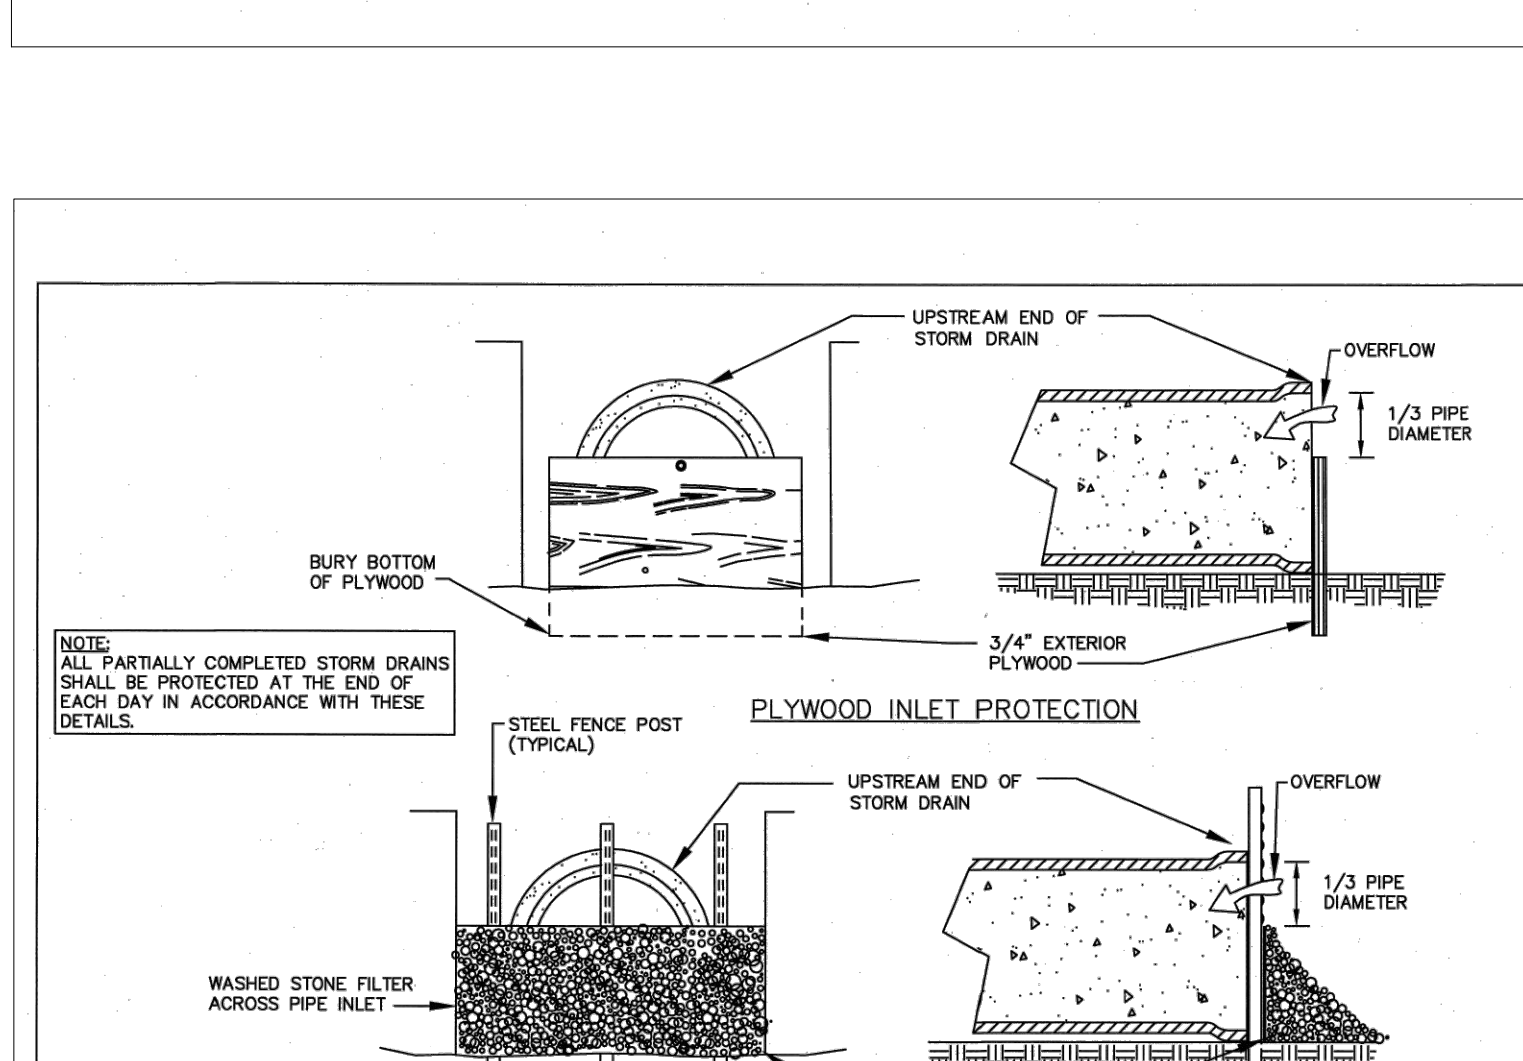 UPSTREAM END OF
STORM DRAIN
OVERFLOW
1/3 PIPE
DIAMETER
BURY BOTTOM
OF PLYWOOD
3/4" EXTERIOR
PLYWOOD
NOTE:
ALL PARTIALLY COMPLETED STORM DRAINS
SHALL BE PROTECTED AT THE END OF
EACH DAY IN ACCORDANCE WITH THESE
DETAILS.
PLYWOOD INLET PROTECTION
STEEL FENCE POST
(TYPICAL)
UPSTREAM END OF
STORM DRAIN
OVERFLOW
1/3 PIPE
DIAMETER
WASHED STONE FILTER
ACROSS PIPE INLET